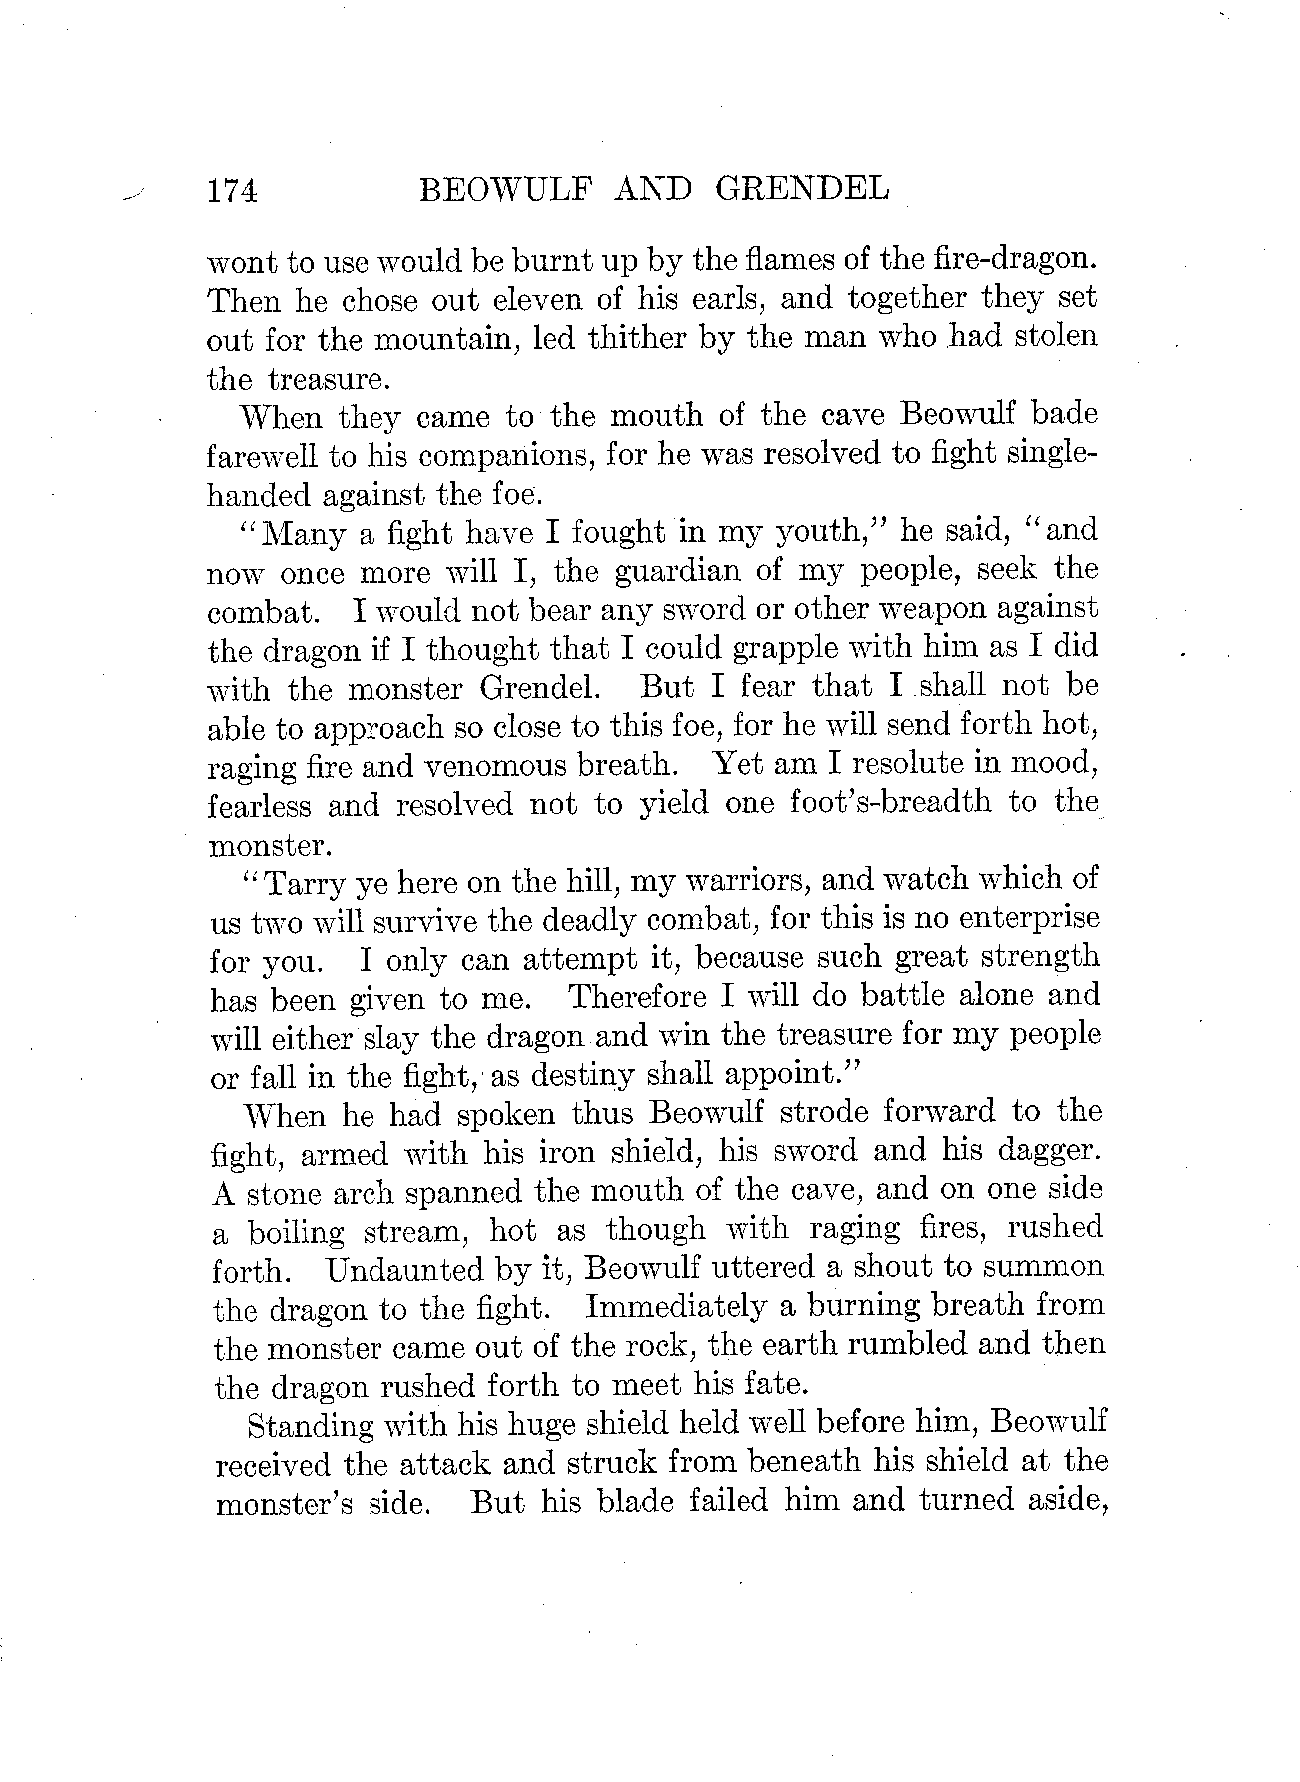 174 BEOWULF AND GRENDEL
wont to use would be burnt up by the flames of the fire-dragon.
Then he chose out eleven of his earls, and together they set
out for the mountain, led thither by the man who had stolen
the treasure.
When they came to the mouth of the cave Beowulf bade
farewell to his companions, for he was resolved to fight single-
handed against the foe.
"Many a fight have I fought in my youth," he said, "and
now once more will I, the guardian of my people, seek the
combat. I would not bear any sword or other weapon against
the dragon if I thought that I could grapple with him as I did
with the monster Grendel. But I fear that I shall not be
able to approach so close to this foe, for he will send forth hot,
raging fire and venomous breath. Yet am I resolute in mood,
fearless and resolved not to yield one foot's-breadth to the
monster.
"Tarry ye here on the hill, my warriors, and watch which of
us two will survive the deadly combat, for this is no enterprise
for you. I only can attempt it, because such great strength
has been given to me. Therefore I will do battle alone and
will either slay the dragon and win the treasure for my people
or fall in the fight, as destiny shall appoint."
When he had spoken thus Beowulf strode forward to the
fight, armed with his iron shield, his sword and his dagger.
A stone arch spanned the mouth of the cave, and on one side
a boiling stream, hot as though with raging fires, rushed
forth. Undaunted by it, Beowulf uttered a shout to summon
the dragon to the fight. Immediately a burning breath from
the monster came out of the rock, the earth rumbled and then
the dragon rushed forth to meet his fate.
Standing with his huge shield held well before him, Beowulf
received the attack and struck from beneath his shield at the
monster's side. But his blade failed him and turned aside,